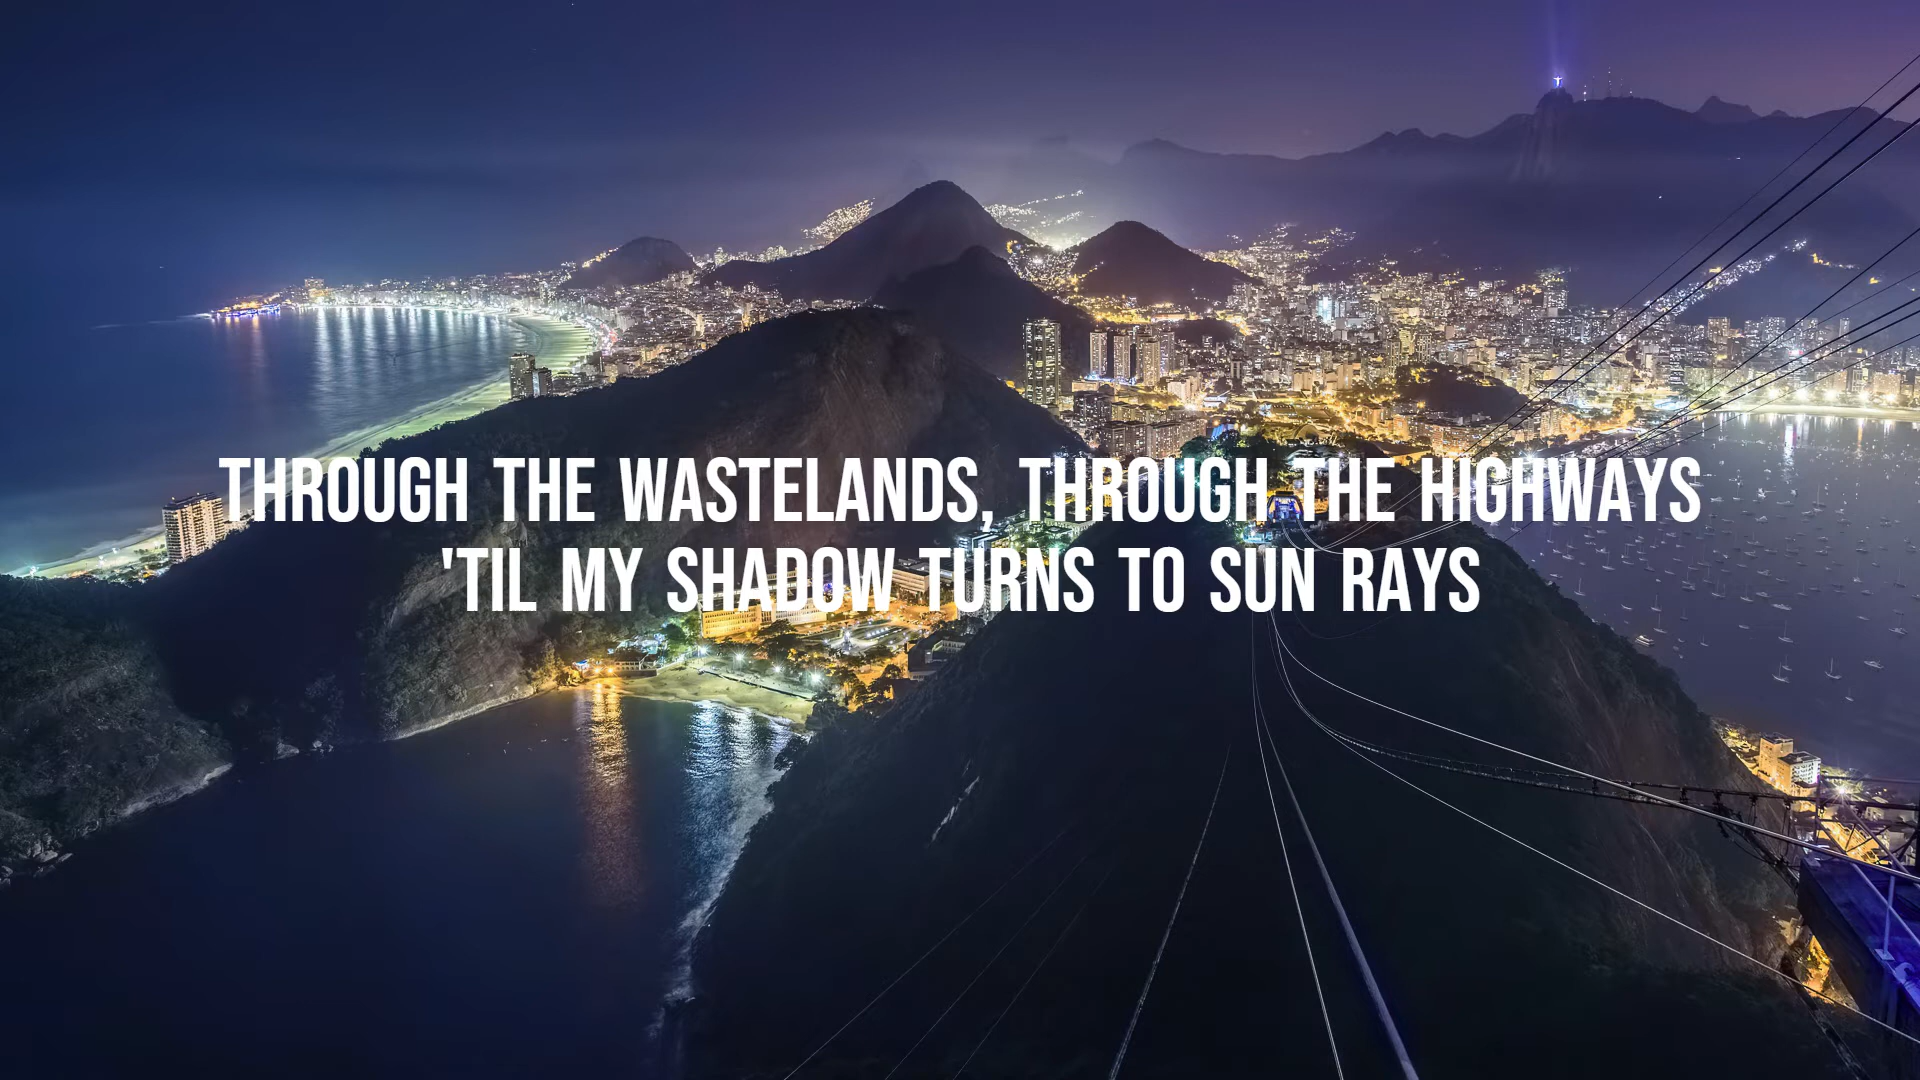 THROUGH THE WASTELANDS, THROUGH THE HIGHWAYS
'TIL MY SHADOW TURNS TO SUN RAYS